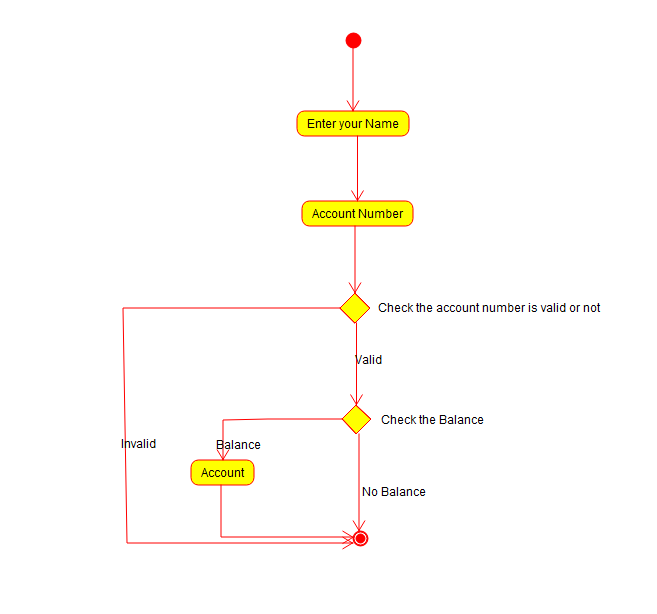 Enter your Name
Account Number
Check the account number is valid or not
Valid
Check the Balance
Invalid
Balance
Account
No Balance